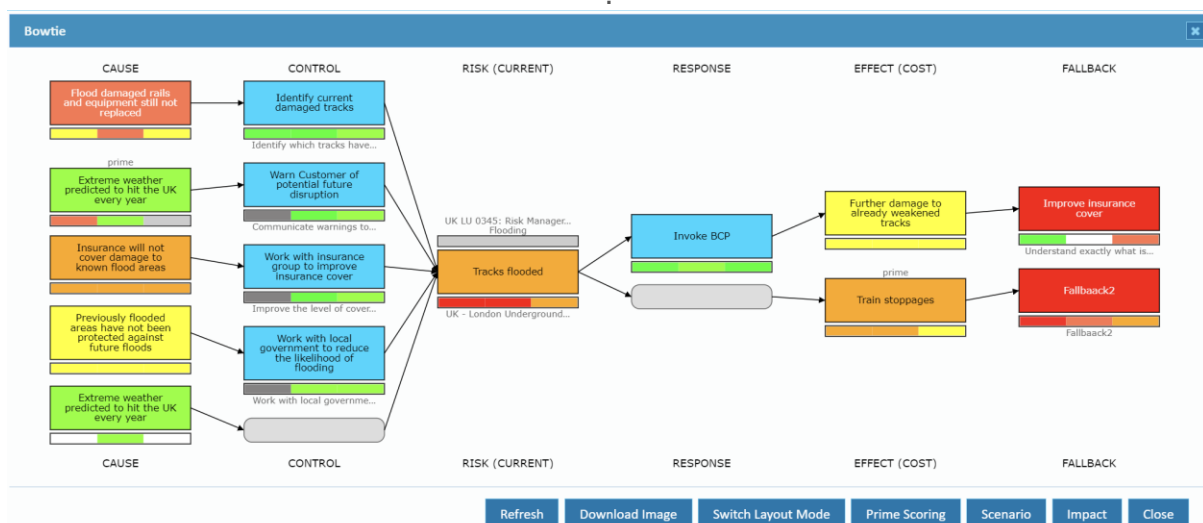 Bowtie
CAUSE
CONTROL
RISK (CURRENT)
RESPONSE
EFFECT (COST)
FALLBACK
Flood damaged rails
and equipment still not
replaced
Identify current
damaged tracks
Identify which tracks have...
prime
Extreme weather
predicted to hit the UK
every year
Warn Customer of
potential future
disruption
Communicate warnings to...
Insurance will not
cover damage to
known flood areas
Work with insurance
group to improve
insurance cover
Improve the level of cover...
Previously flooded
areas have not been
protected against
future floods
Work with local
government to reduce
the likelihood of
flooding
Work with local governme...
Extreme weather
predicted to hit the UK
every year
UK LU 0345: Risk Manager...
Flooding
Tracks flooded
UK - London Underground...
Invoke BCP
Further damage to
already weakened
tracks
prime
Train stoppages
Improve insurance
cover
Understand exactly what is...
Fallbaack2
Fallbaack2
CAUSE
CONTROL
RISK (CURRENT)
RESPONSE
EFFECT (COST)
FALLBACK
Refresh
Download Image
Switch Layout Mode
Prime Scoring
Scenario
Impact
Close